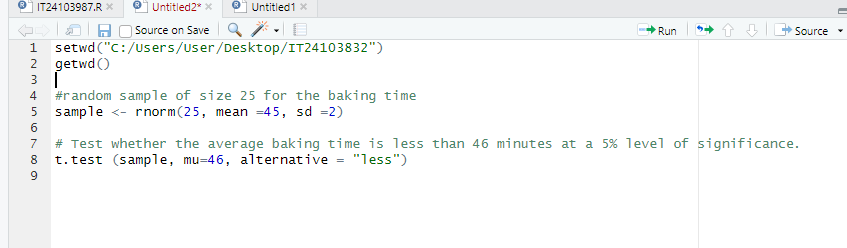 IT24103987.R × Untitled2* × Untitled1 ×
Source on Save Run Source
1 setwd("C:/Users/User/Desktop/IT24103832")
2 getwd()
3
4 #random sample of size 25 for the baking time
5 sample <- rnorm(25, mean =45, sd =2)
6
7 # Test whether the average baking time is less than 46 minutes at a 5% level of significance.
8 t.test (sample, mu=46, alternative = "less")
9